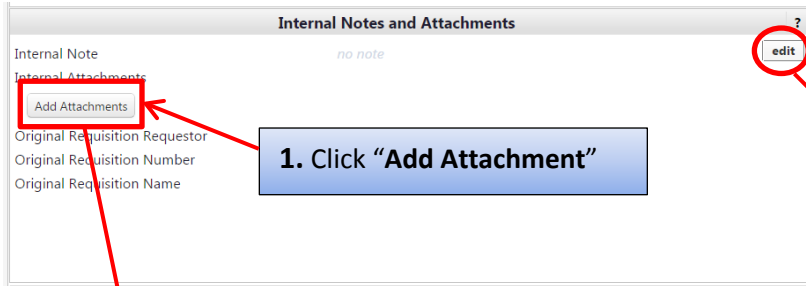 Internal Notes and Attachments ?
Internal Note no note edit
Internal Attachments
Add Attachments
Original Requisition Requestor
Original Requisition Number
Original Requisition Name
1. Click “Add Attachment”